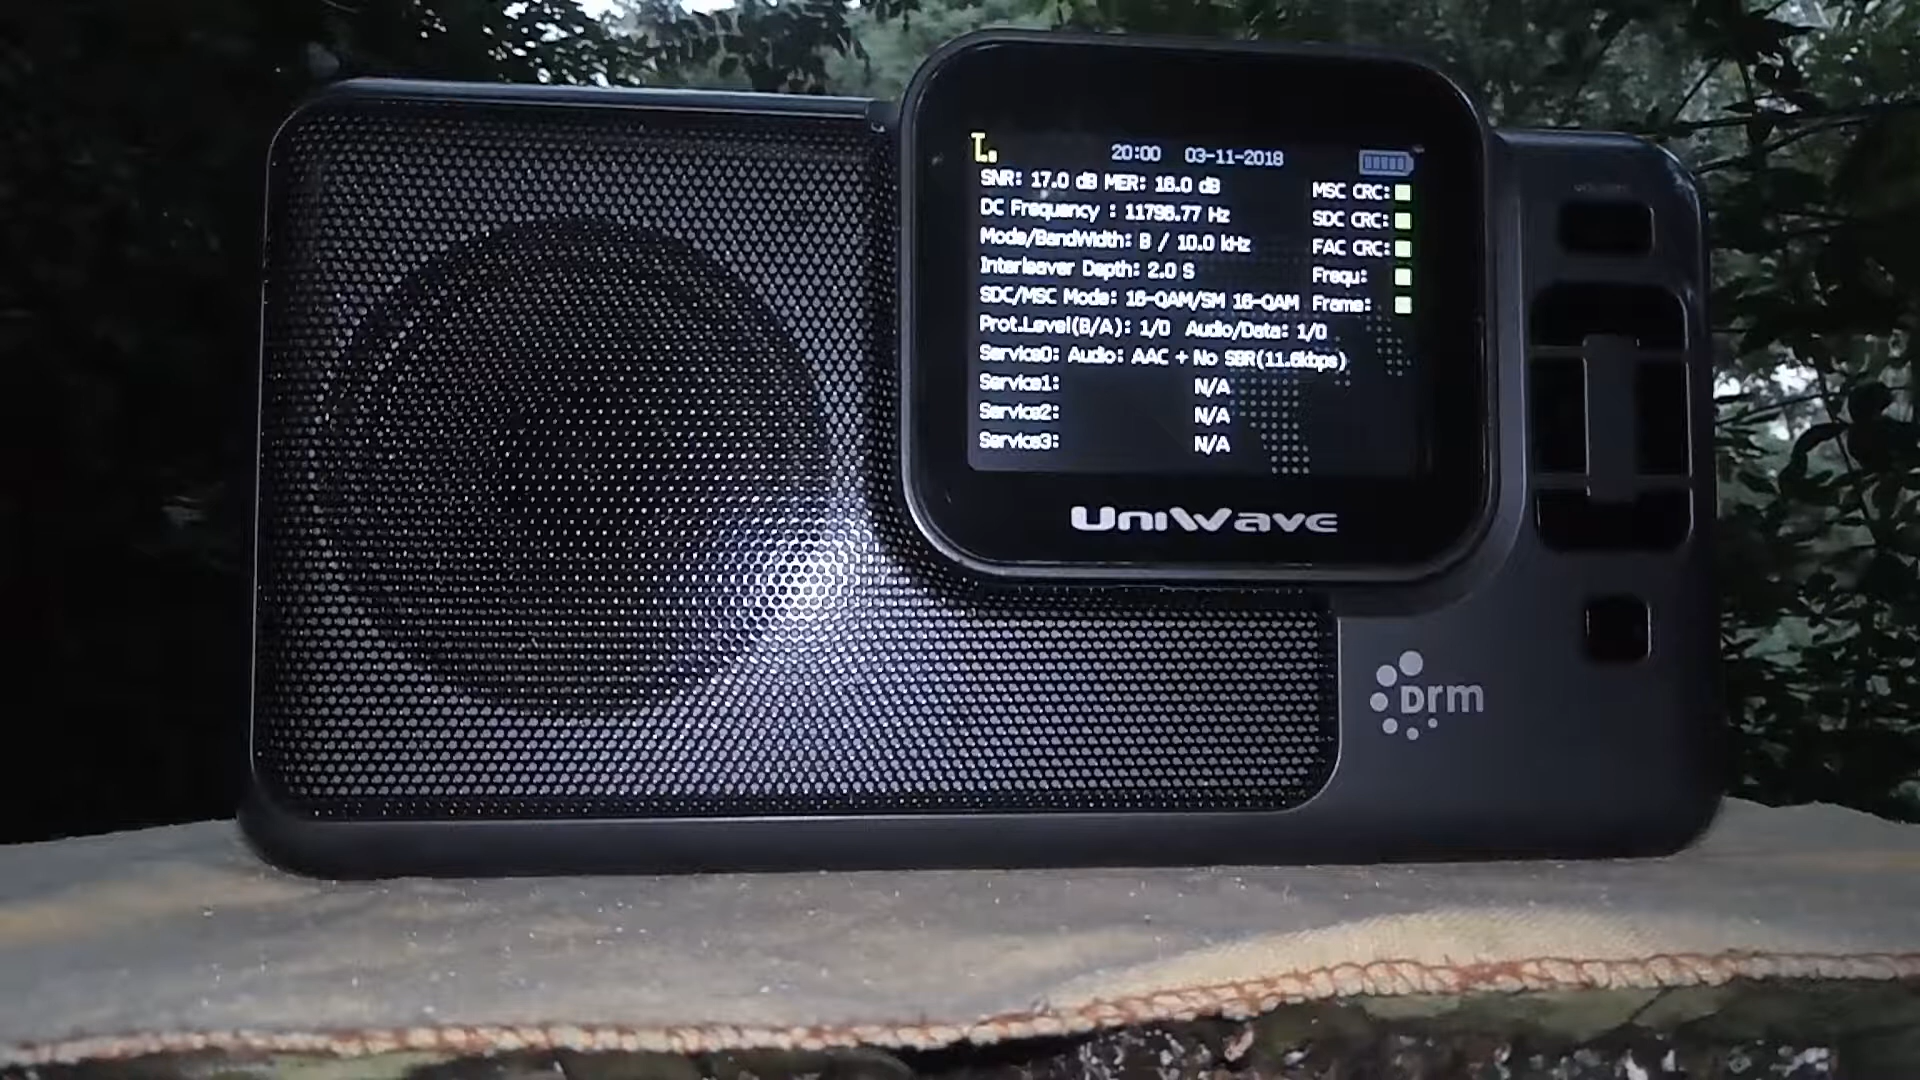 20:00 03-11-2018
SNR: 17.0 dB MER: 16.0 dB MSC CRC:
DC Frequency : 11798.77 Hz SDC CRC:
Mode/BandWidth: B / 10.0 kHz FAC CRC:
Interleaver Depth: 2.0 S Frequ:
SDC/MSC Mode: 16-QAM/SM 16-QAM Frame:
Prot.Level(B/A): 1/0 Audio/Data: 1/0
Service0: Audio: AAC + No SBR(11.6kbps)
Service1: N/A
Service2: N/A
Service3: N/A
UniWave
Drm